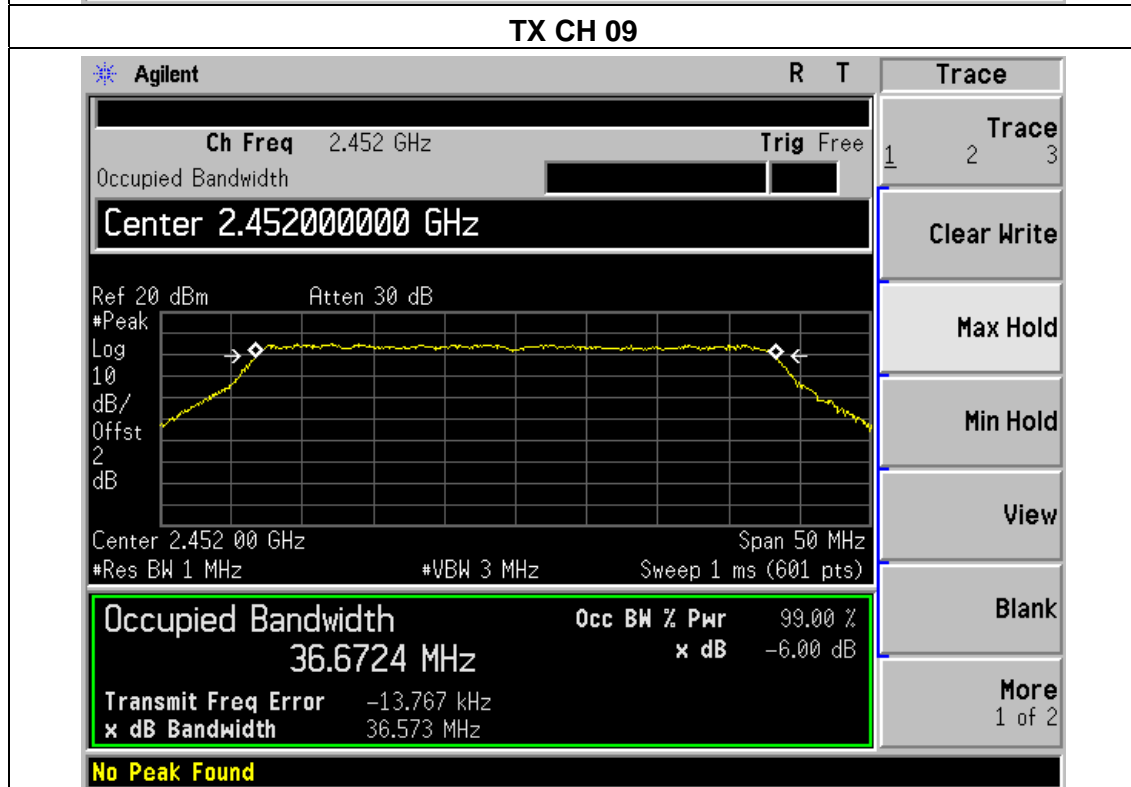 TX CH 09
Agilent R T Trace
Ch Freq 2.452 GHz Trig Free
Occupied Bandwidth
Center 2.452000000 GHz
Ref 20 dBm Atten 30 dB
#Peak
Log
10
dB/
Offst
2
dB
Center 2.452 00 GHz Span 50 MHz
#Res BW 1 MHz #VBW 3 MHz Sweep 1 ms (601 pts)
Occupied Bandwidth Occ BW % Pwr 99.00 %
36.6724 MHz x dB -6.00 dB
Transmit Freq Error -13.767 kHz
x dB Bandwidth 36.573 MHz
No Peak Found
Trace
1 2 3
Clear Write
Max Hold
Min Hold
View
Blank
More
1 of 2